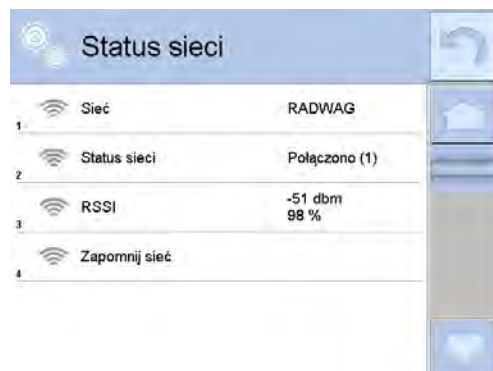 Status sieci
1 Sieć RADWAG
2 Status sieci Połączono (1)
3 RSSI -51 dbm
98 %
4 Zapomnij sieć